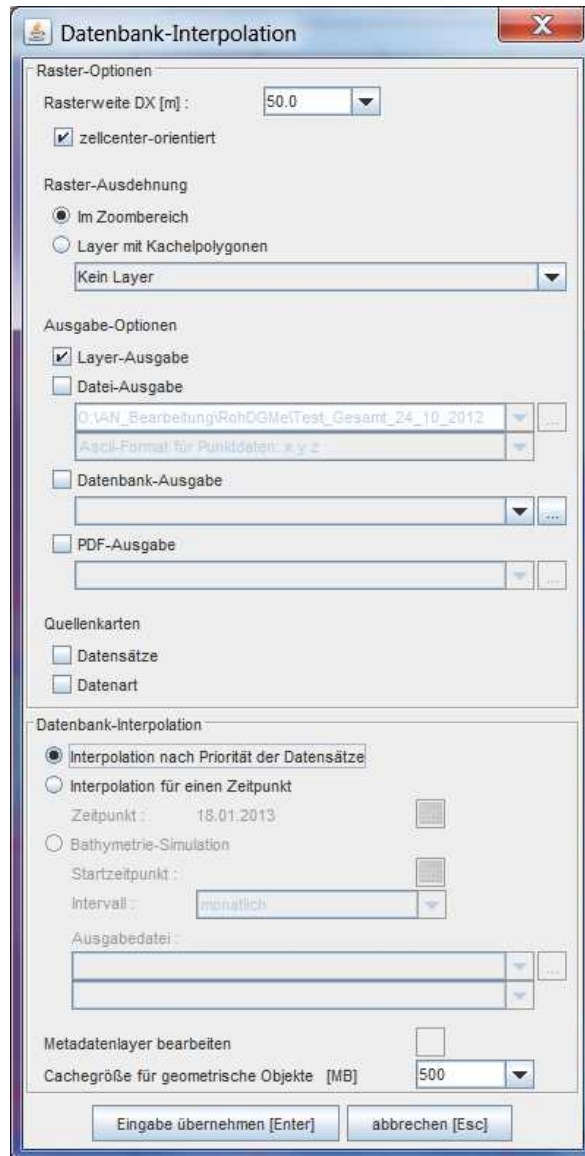 Datenbank-Interpolation
Raster-Optionen
Rasterweite DX [m] : 50.0
zellcenter-orientiert
Raster-Ausdehnung
Im Zoombereich
Layer mit Kachelpolygonen
Kein Layer
Ausgabe-Optionen
Layer-Ausgabe
Datei-Ausgabe
O:\AN_Bearbeitung\RohDGMe\Test_Gesamt_24_10_2012
...
Ascii-Format für Punktdaten: x y z
Datenbank-Ausgabe
...
PDF-Ausgabe
...
Quellenkarten
Datensätze
Datenart
Datenbank-Interpolation
Interpolation nach Priorität der Datensätze
Interpolation für einen Zeitpunkt
Zeitpunkt : 18.01.2013
Bathymetrie-Simulation
Startzeitpunkt :
Intervall : monatlich
Ausgabedatei :
...
Metadatenlayer bearbeiten
Cachegröße für geometrische Objekte [MB] 500
Eingabe übernehmen [Enter] abbrechen [Esc]